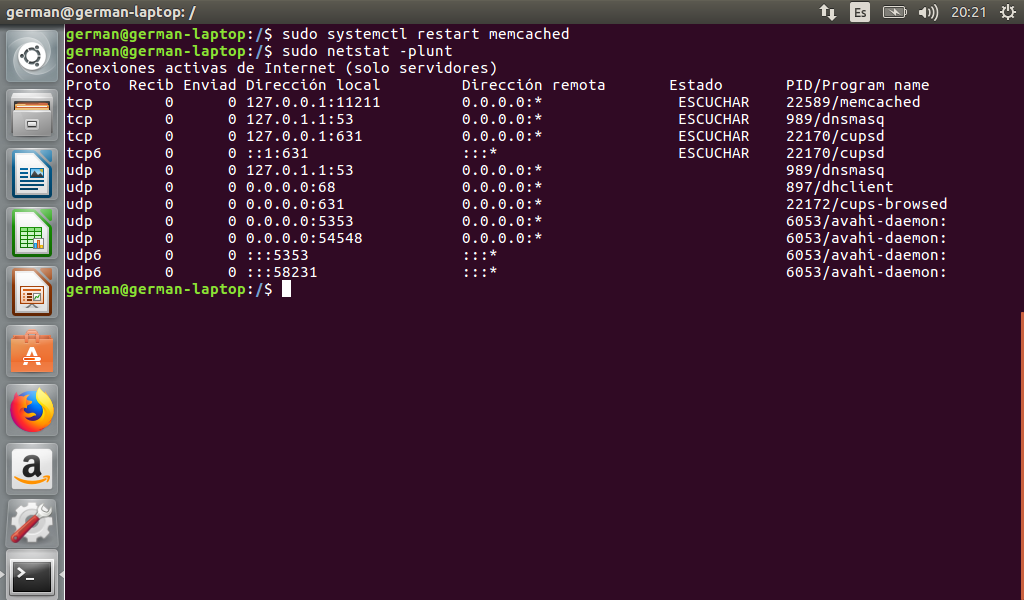 german@german-laptop: /
Es
20:21
german@german-laptop:/$ sudo systemctl restart memcached
german@german-laptop:/$ sudo netstat -plunt
Conexiones activas de Internet (solo servidores)
Proto  Recib Enviad Dirección local         Dirección remota       Estado       PID/Program name
tcp        0      0 127.0.0.1:11211         0.0.0.0:*               ESCUCHAR    22589/memcached
tcp        0      0 127.0.1.1:53            0.0.0.0:*               ESCUCHAR    989/dnsmasq
tcp        0      0 127.0.0.1:631           0.0.0.0:*               ESCUCHAR    22170/cupsd
tcp6       0      0 ::1:631                 :::*                    ESCUCHAR    22170/cupsd
udp        0      0 127.0.1.1:53            0.0.0.0:*                           989/dnsmasq
udp        0      0 0.0.0.0:68              0.0.0.0:*                           897/dhclient
udp        0      0 0.0.0.0:631             0.0.0.0:*                           22172/cups-browsed
udp        0      0 0.0.0.0:5353            0.0.0.0:*                           6053/avahi-daemon:
udp        0      0 0.0.0.0:54548           0.0.0.0:*                           6053/avahi-daemon:
udp6       0      0 :::5353                 :::*                                6053/avahi-daemon:
udp6       0      0 :::58231                :::*                                6053/avahi-daemon:
german@german-laptop:/$